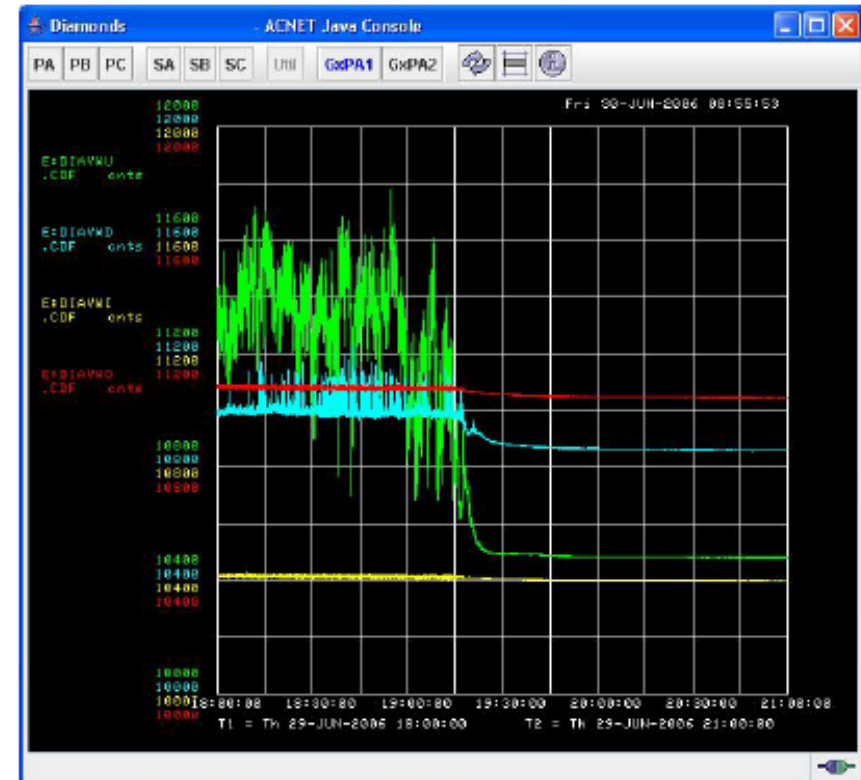 Diamonds - ACNET Java Console
PA PB PC SA SB SC Util GxPA1 GxPA2
Fri 30-JUN-2006 08:55:53
12000
12000
12000
12000
E:DIAVWU
.CDF cnts
11600
E:DIAVWD 11600
.CDF cnts 11600
11600
E:DIAVWI
.CDF cnts
11200
11200
11200
E:DIAVWO 11200
.CDF cnts
10800
10800
10800
10800
10400
10400
10400
10400
10000
10000
10000 18:00:00 18:30:00 19:00:00 19:30:00 20:00:00 20:30:00 21:00:00
10000
T1 = Th 29-JUN-2006 18:00:00 T2 = Th 29-JUN-2006 21:00:00